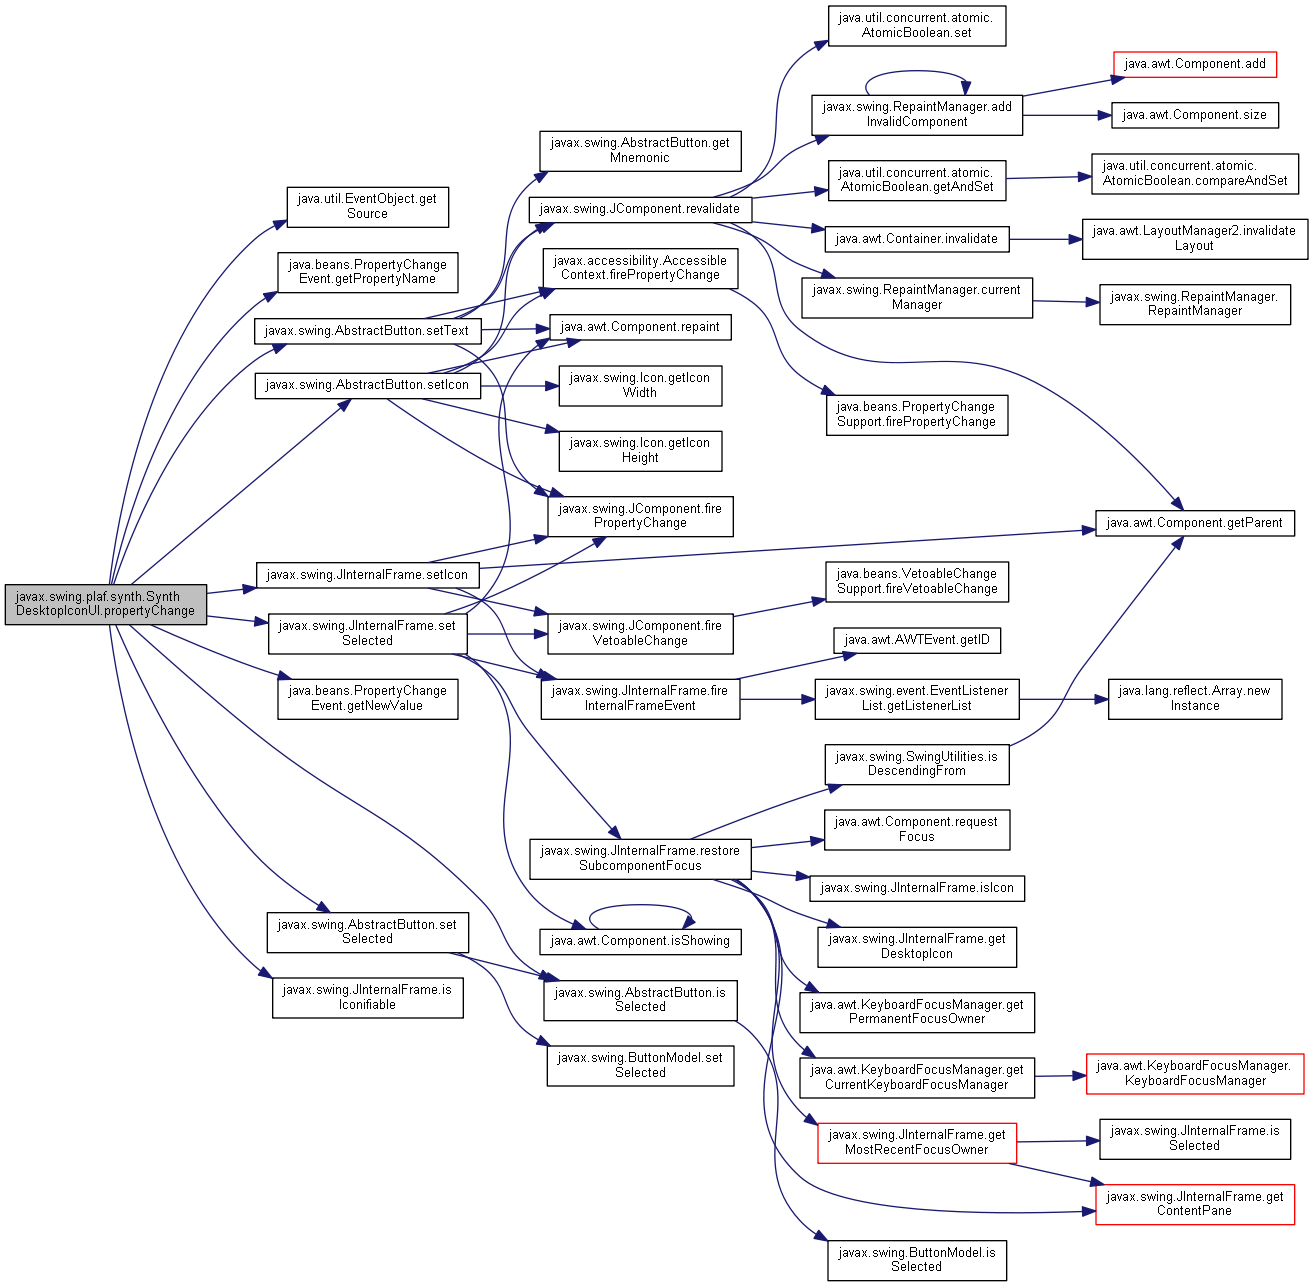 javax.swing.plaf.synth.Synth
DesktopIconUI.propertyChange
java.util.EventObject.get
Source
java.beans.PropertyChange
Event.getPropertyName
javax.swing.AbstractButton.setText
javax.swing.AbstractButton.setIcon
javax.swing.JInternalFrame.setIcon
javax.swing.JInternalFrame.set
Selected
java.beans.PropertyChange
Event.getNewValue
javax.swing.AbstractButton.set
Selected
javax.swing.JInternalFrame.is
Iconifiable
javax.swing.AbstractButton.get
Mnemonic
javax.swing.JComponent.revalidate
javax.accessibility.Accessible
Context.firePropertyChange
java.awt.Component.repaint
javax.swing.Icon.getIcon
Width
javax.swing.Icon.getIcon
Height
javax.swing.JComponent.fire
PropertyChange
javax.swing.JComponent.fire
VetoableChange
javax.swing.JInternalFrame.fire
InternalFrameEvent
javax.swing.JInternalFrame.restore
SubcomponentFocus
java.awt.Component.isShowing
javax.swing.AbstractButton.is
Selected
javax.swing.ButtonModel.set
Selected
java.util.concurrent.atomic.
AtomicBoolean.set
javax.swing.RepaintManager.add
InvalidComponent
java.util.concurrent.atomic.
AtomicBoolean.getAndSet
java.awt.Container.invalidate
javax.swing.RepaintManager.current
Manager
java.beans.PropertyChange
Support.firePropertyChange
java.beans.VetoableChange
Support.fireVetoableChange
java.awt.AWTEvent.getID
javax.swing.event.EventListener
List.getListenerList
javax.swing.SwingUtilities.is
DescendingFrom
java.awt.Component.request
Focus
javax.swing.JInternalFrame.isIcon
javax.swing.JInternalFrame.get
DesktopIcon
java.awt.KeyboardFocusManager.get
PermanentFocusOwner
java.awt.KeyboardFocusManager.get
CurrentKeyboardFocusManager
javax.swing.JInternalFrame.get
MostRecentFocusOwner
javax.swing.ButtonModel.is
Selected
java.awt.Component.add
java.awt.Component.size
java.util.concurrent.atomic.
AtomicBoolean.compareAndSet
java.awt.LayoutManager2.invalidate
Layout
javax.swing.RepaintManager.
RepaintManager
java.awt.Component.getParent
java.lang.reflect.Array.new
Instance
java.awt.KeyboardFocusManager.
KeyboardFocusManager
javax.swing.JInternalFrame.is
Selected
javax.swing.JInternalFrame.get
ContentPane